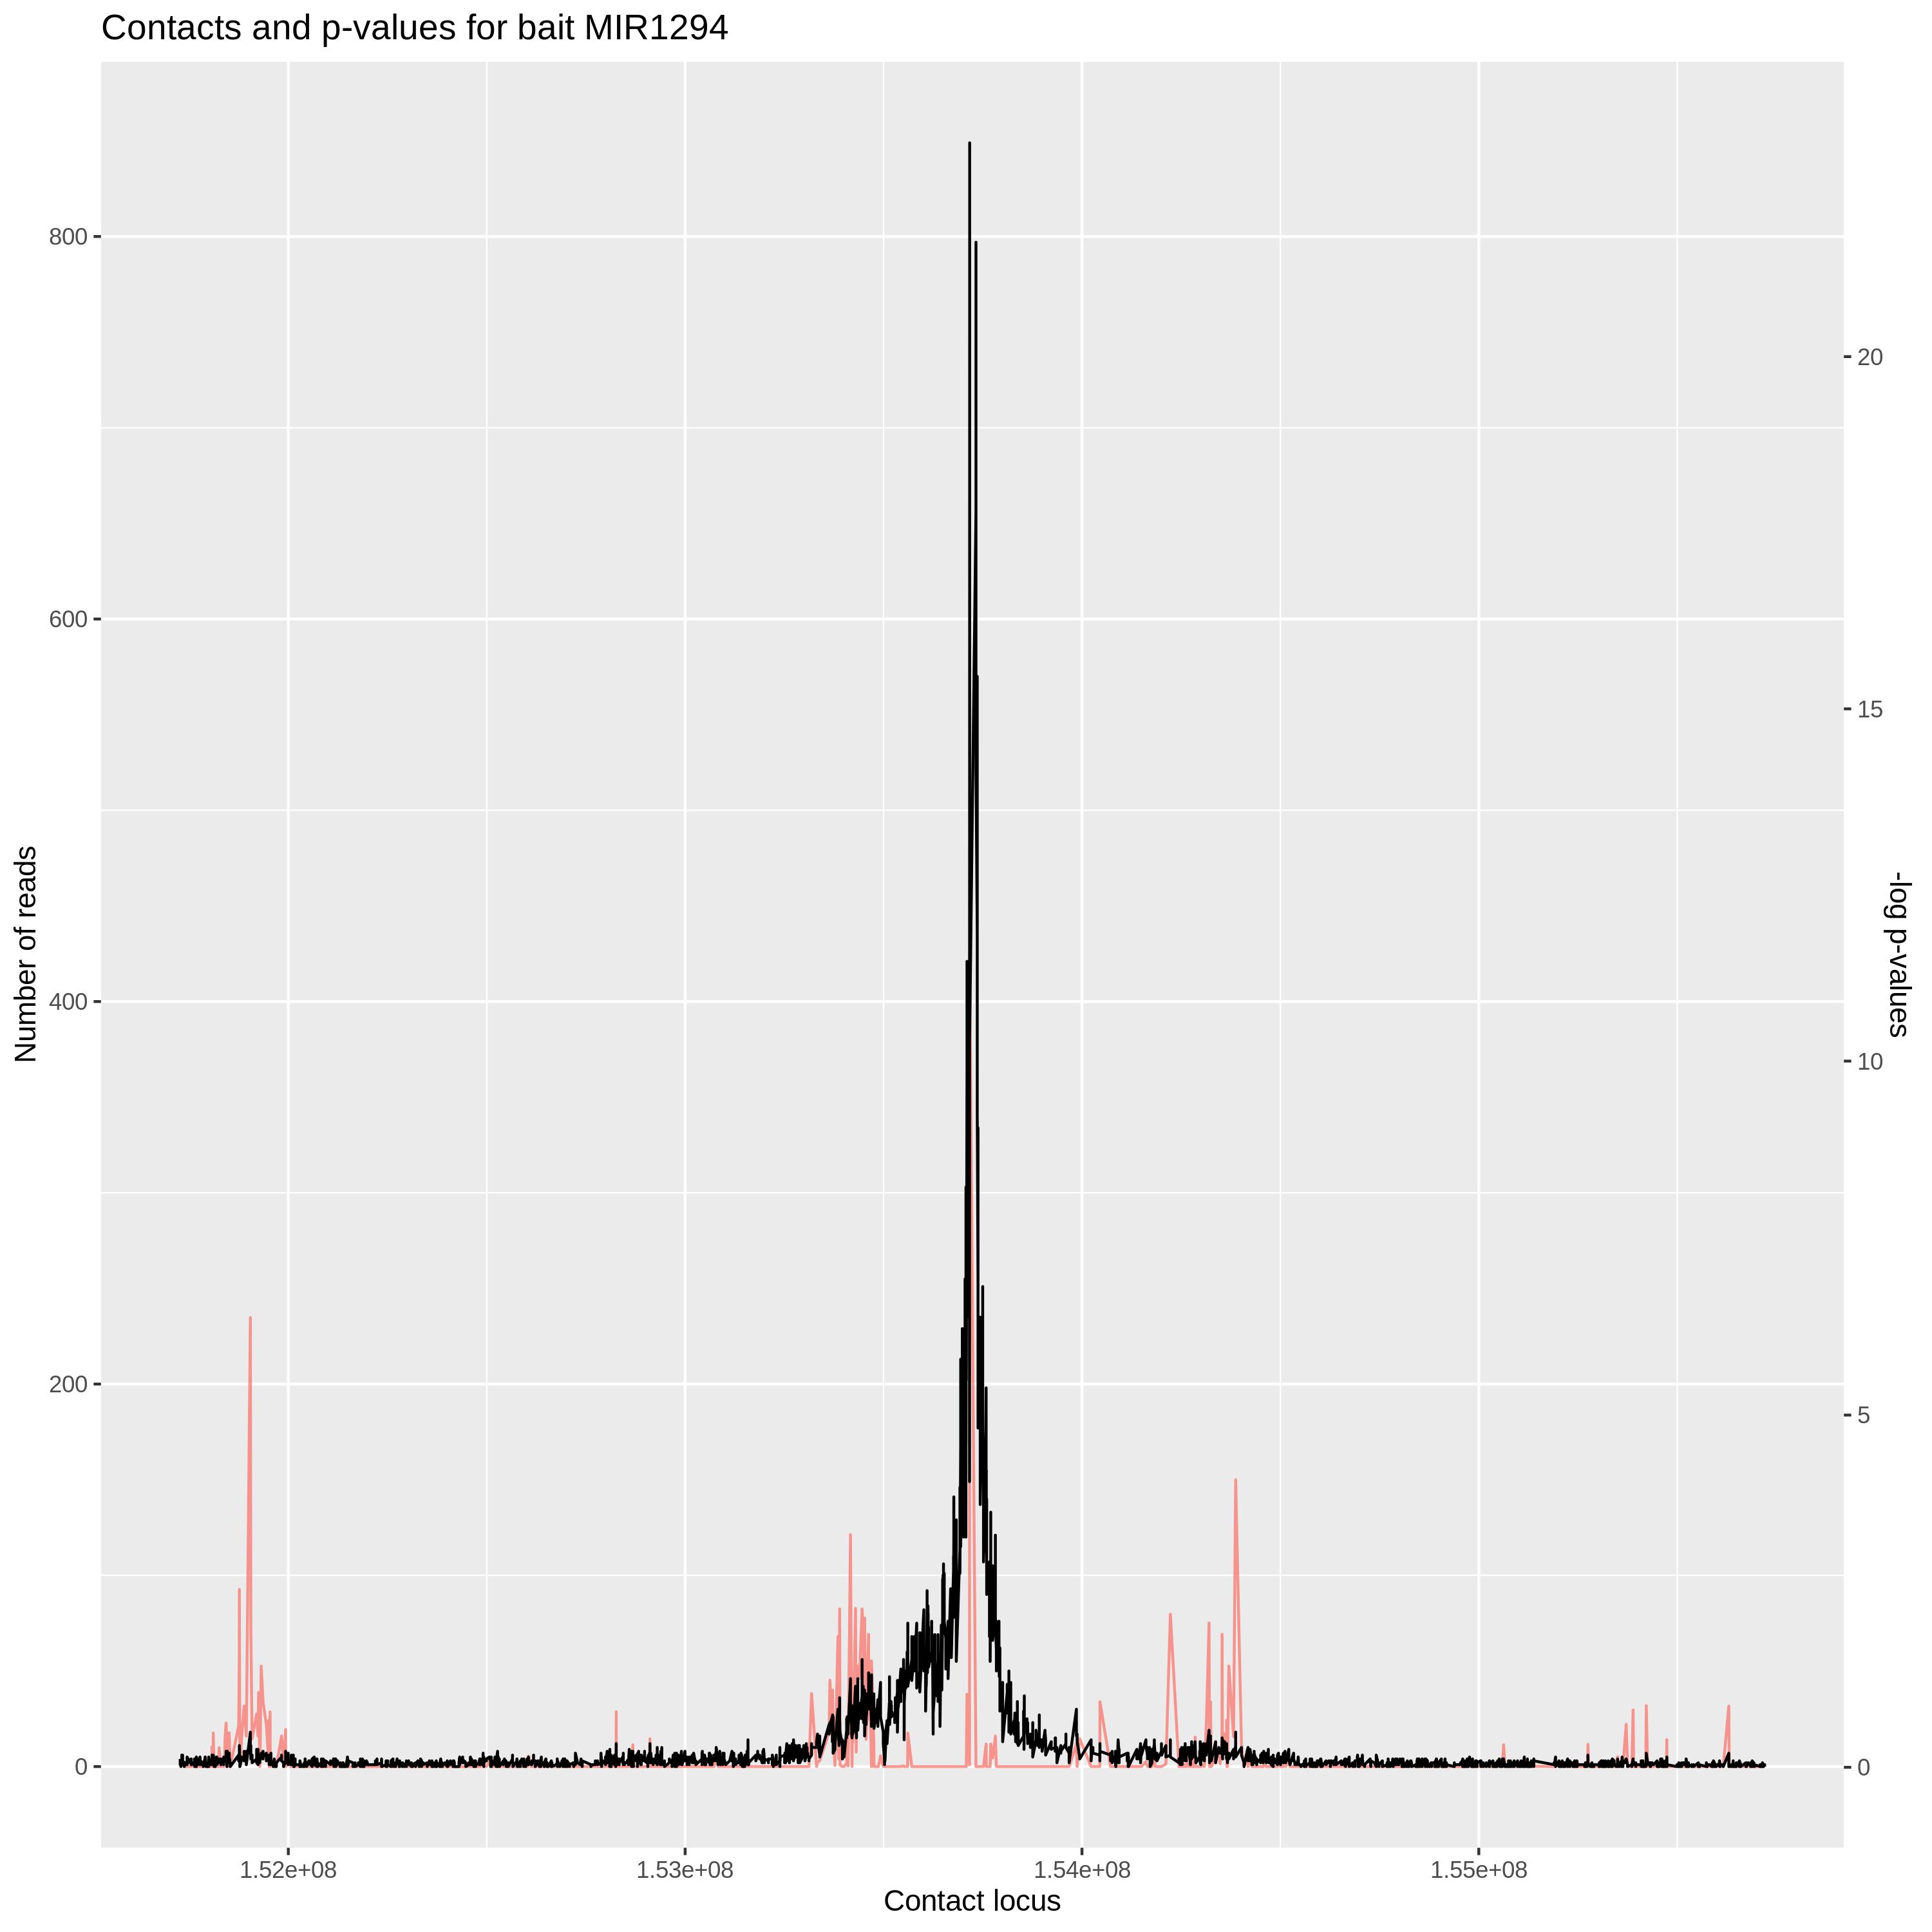 Contacts and p-values for bait MIR1294
Number of reads
800
600
400
200
0
20
15
10
5
0
-log p-values
1.52e+08
1.53e+08
1.54e+08
1.55e+08
Contact locus